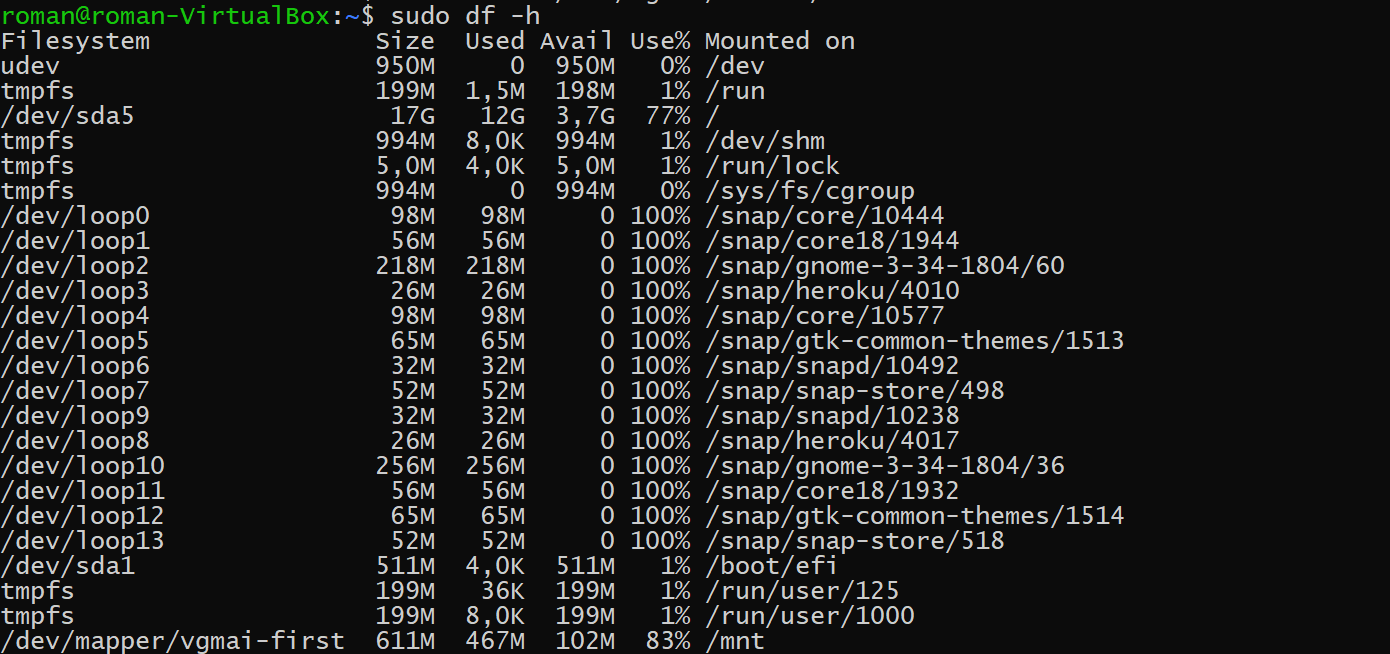 roman@roman-VirtualBox:~$ sudo df -h
Filesystem                Size  Used Avail Use% Mounted on
udev                      950M     0  950M   0% /dev
tmpfs                     199M  1,5M  198M   1% /run
/dev/sda5                  17G   12G  3,7G  77% /
tmpfs                     994M  8,0K  994M   1% /dev/shm
tmpfs                     5,0M  4,0K  5,0M   1% /run/lock
tmpfs                     994M     0  994M   0% /sys/fs/cgroup
/dev/loop0                 98M   98M     0 100% /snap/core/10444
/dev/loop1                 56M   56M     0 100% /snap/core18/1944
/dev/loop2                218M  218M     0 100% /snap/gnome-3-34-1804/60
/dev/loop3                 26M   26M     0 100% /snap/heroku/4010
/dev/loop4                 98M   98M     0 100% /snap/core/10577
/dev/loop5                 65M   65M     0 100% /snap/gtk-common-themes/1513
/dev/loop6                 32M   32M     0 100% /snap/snapd/10492
/dev/loop7                 52M   52M     0 100% /snap/snap-store/498
/dev/loop9                 32M   32M     0 100% /snap/snapd/10238
/dev/loop8                 26M   26M     0 100% /snap/heroku/4017
/dev/loop10               256M  256M     0 100% /snap/gnome-3-34-1804/36
/dev/loop11                56M   56M     0 100% /snap/core18/1932
/dev/loop12                65M   65M     0 100% /snap/gtk-common-themes/1514
/dev/loop13                52M   52M     0 100% /snap/snap-store/518
/dev/sda1                 511M  4,0K  511M   1% /boot/efi
tmpfs                     199M   36K  199M   1% /run/user/125
tmpfs                     199M  8,0K  199M   1% /run/user/1000
/dev/mapper/vgmai-first  611M  467M  102M  83% /mnt